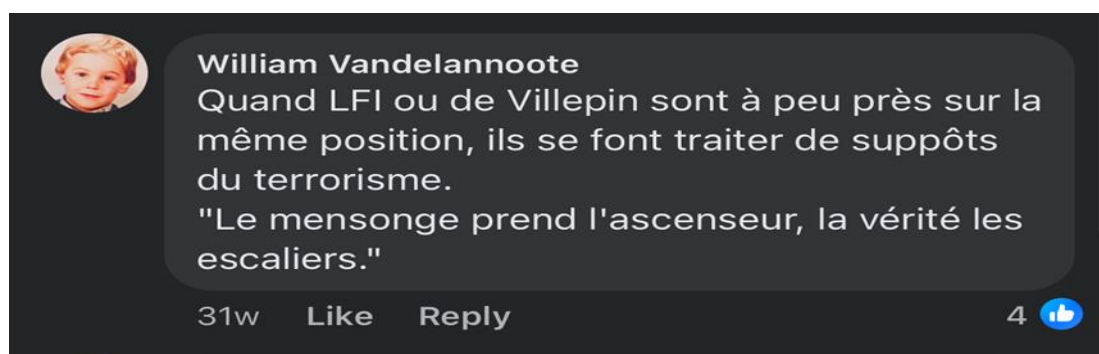 William Vandelannoote
Quand LFI ou de Villepin sont à peu près sur la
même position, ils se font traiter de suppôts
du terrorisme.
"Le mensonge prend l'ascenseur, la vérité les
escaliers."
31w Like Reply 4